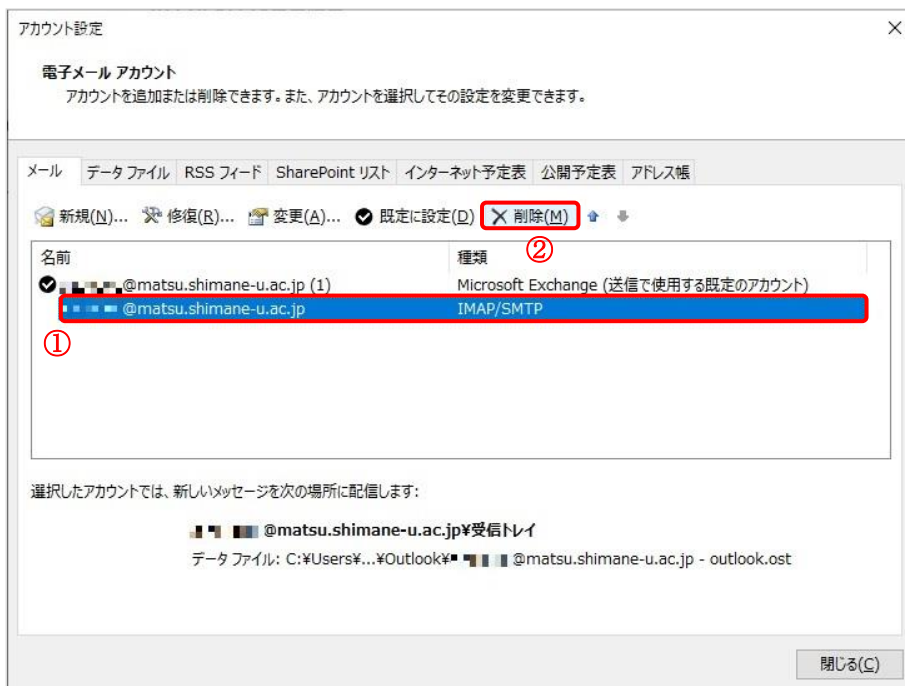 アカウント設定
電子メール アカウント
アカウントを追加または削除できます。また、アカウントを選択してその設定を変更できます。
メール データ ファイル RSS フィード SharePoint リスト インターネット予定表 公開予定表 アドレス帳
新規(N)... 修復(R)... 変更(A)... 既定に設定(D) 削除(M)
②
名前 種類
@matsu.shimane-u.ac.jp (1) Microsoft Exchange (送信で使用する既定のアカウント)
@matsu.shimane-u.ac.jp IMAP/SMTP
①
選択したアカウントでは、新しいメッセージを次の場所に配信します:
@matsu.shimane-u.ac.jp¥受信トレイ
データ ファイル: C:¥Users¥...¥Outlook¥ @matsu.shimane-u.ac.jp - outlook.ost
閉じる(C)